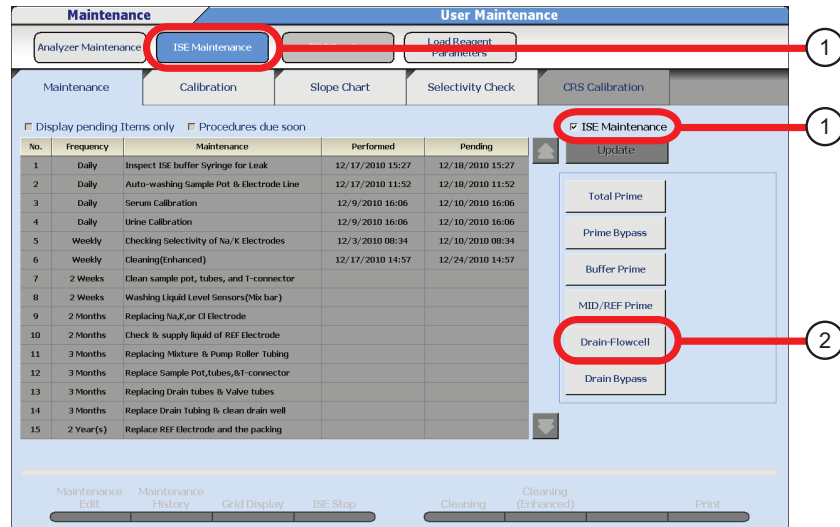 Maintenance
User Maintenance
Analyzer Maintenance
ISE Maintenance
Load Reagent
Parameters
1
Maintenance
Calibration
Slope Chart
Selectivity Check
CRS Calibration
Display pending Items only
Procedures due soon
ISE Maintenance
1
No. Frequency Maintenance Performed Pending
Update
1 Daily Inspect ISE buffer Syringe for Leak 12/17/2010 15:27 12/18/2010 15:27
2 Daily Auto-washing Sample Pot & Electrode Line 12/17/2010 11:52 12/18/2010 11:52
3 Daily Serum Calibration 12/9/2010 16:06 12/10/2010 16:06
4 Daily Urine Calibration 12/9/2010 16:06 12/10/2010 16:06
5 Weekly Checking Selectivity of Na/K Electrodes 12/3/2010 08:34 12/10/2010 08:34
6 Weekly Cleaning(Enhanced) 12/17/2010 14:57 12/24/2010 14:57
7 2 Weeks Clean sample pot, tubes, and T-connector
8 2 Weeks Washing Liquid Level Sensors(Mix bar)
9 2 Months Replacing Na,K,or Cl Electrode
10 2 Months Check & supply liquid of REF Electrode
11 3 Months Replacing Mixture & Pump Roller Tubing
12 3 Months Replace Sample Pot,tubes,&T-connector
13 3 Months Replacing Drain tubes & Valve tubes
14 3 Months Replace Drain Tubing & clean drain well
15 2 Year(s) Replace REF Electrode and the packing
Total Prime
Prime Bypass
Buffer Prime
MID/REF Prime
Drain-Flowcell
2
Drain Bypass
Maintenance
Edit
Maintenance
History
Grid Display
ISE Stop
Cleaning
Cleaning
(Enhanced)
Print